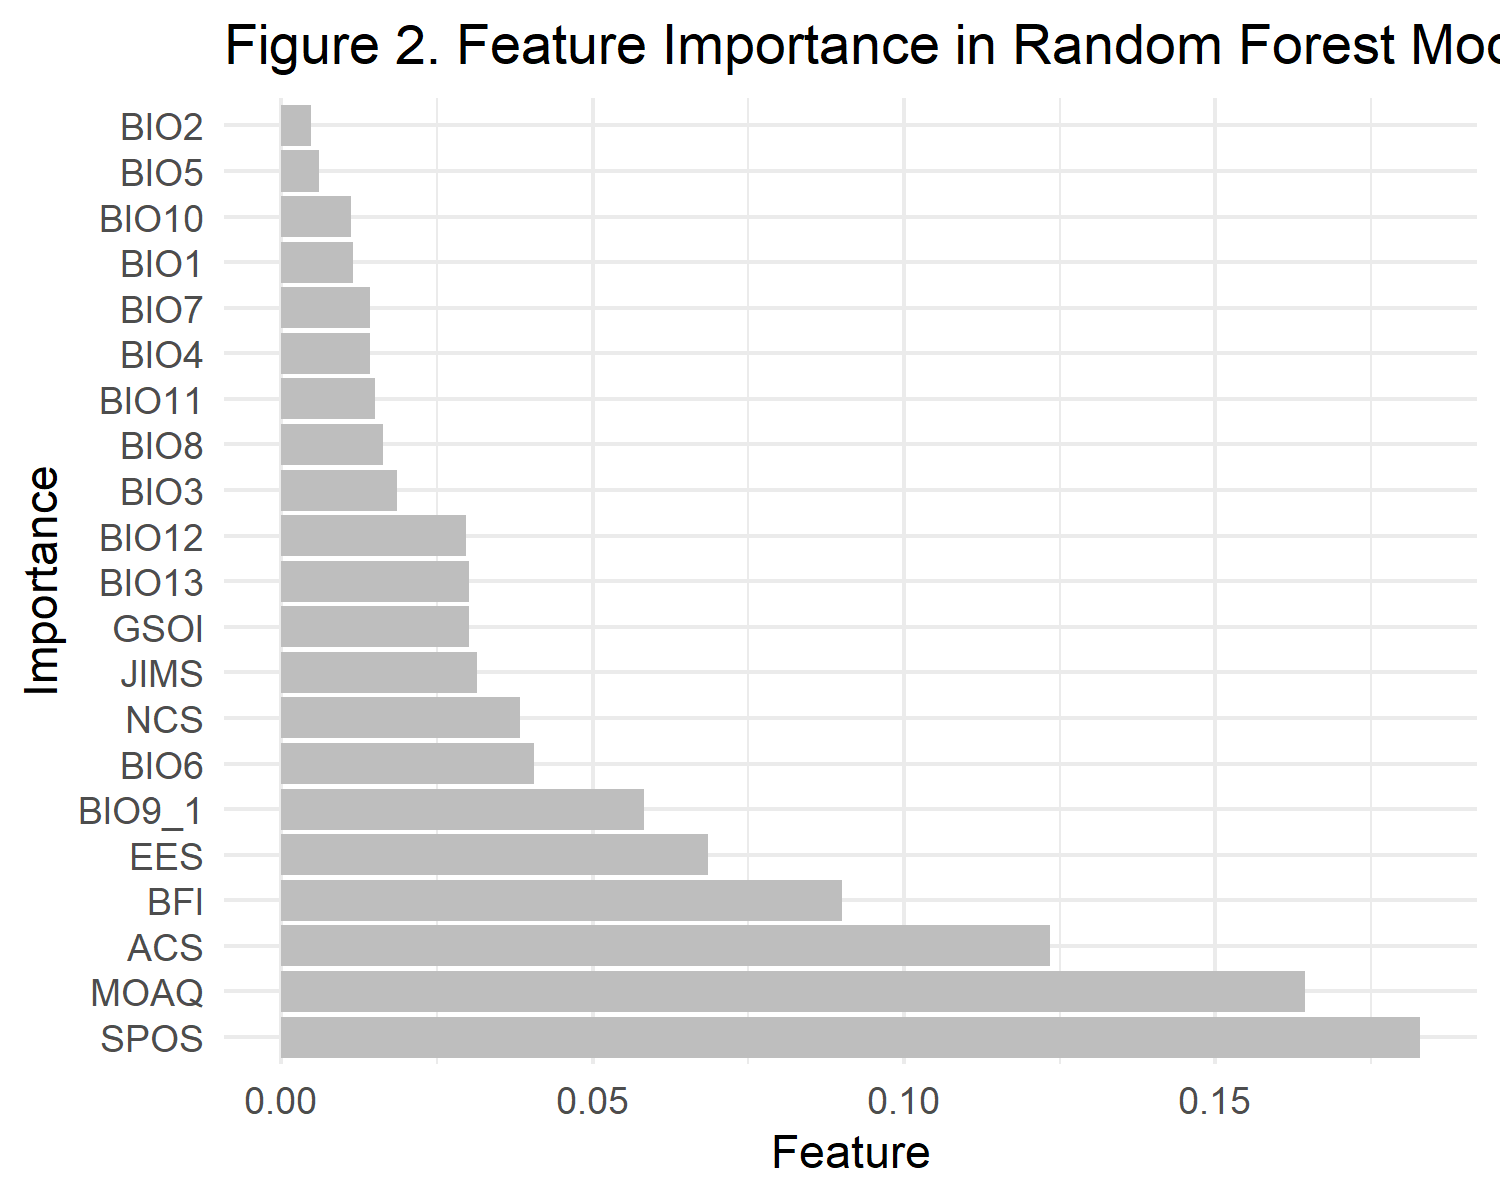 Figure 2. Feature Importance in Random Forest
BIO2
BIO5
BIO10
BIO1
BIO7
BIO4
BIO11
BIO8
BIO3
BIO12
BIO13
GSOI
JIMS
NCS
BIO6
BIO9_1
EES
BFI
ACS
MOAQ
SPOS
Importance
0.00 0.05 0.10 0.15
Feature